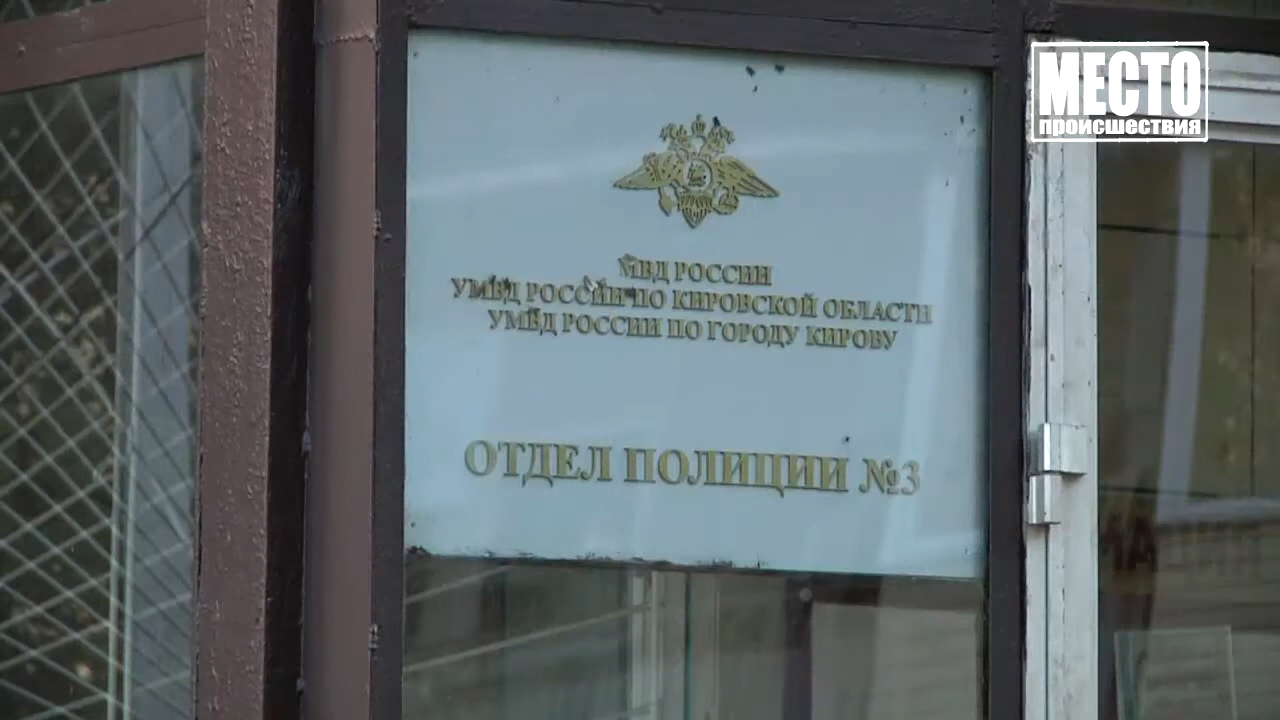 МЕСТО
ПРОИСШЕСТВИЯ
МВД РОССИИ
УМВД РОССИИ ПО КИРОВСКОЙ ОБЛАСТИ
УМВД РОССИИ ПО ГОРОДУ КИРОВУ
ОТДЕЛ ПОЛИЦИИ №3